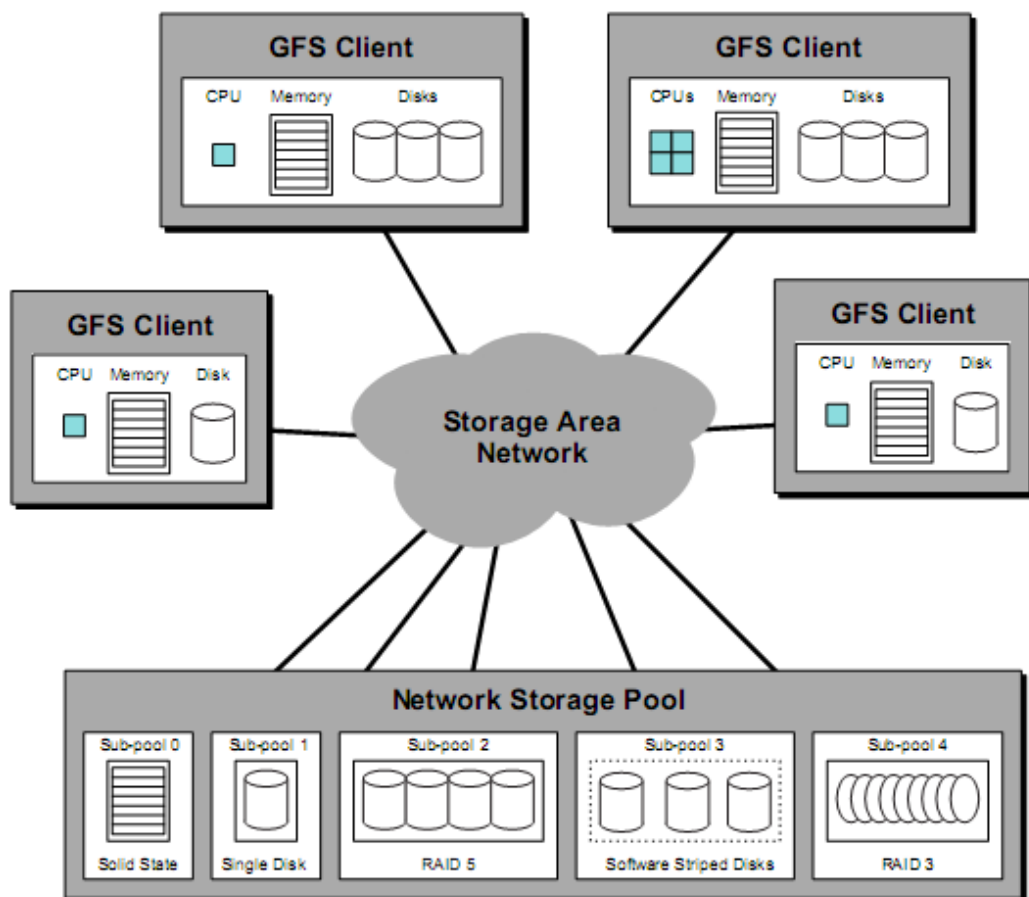 GFS Client
CPU Memory Disks
GFS Client
CPUs Memory Disks
GFS Client
CPU Memory Disk
GFS Client
CPU Memory Disk
Storage Area
Network
Network Storage Pool
Sub-pool 0
Solid State
Sub-pool 1
Single Disk
Sub-pool 2
RAID 5
Sub-pool 3
Software Striped Disks
Sub-pool 4
RAID 3